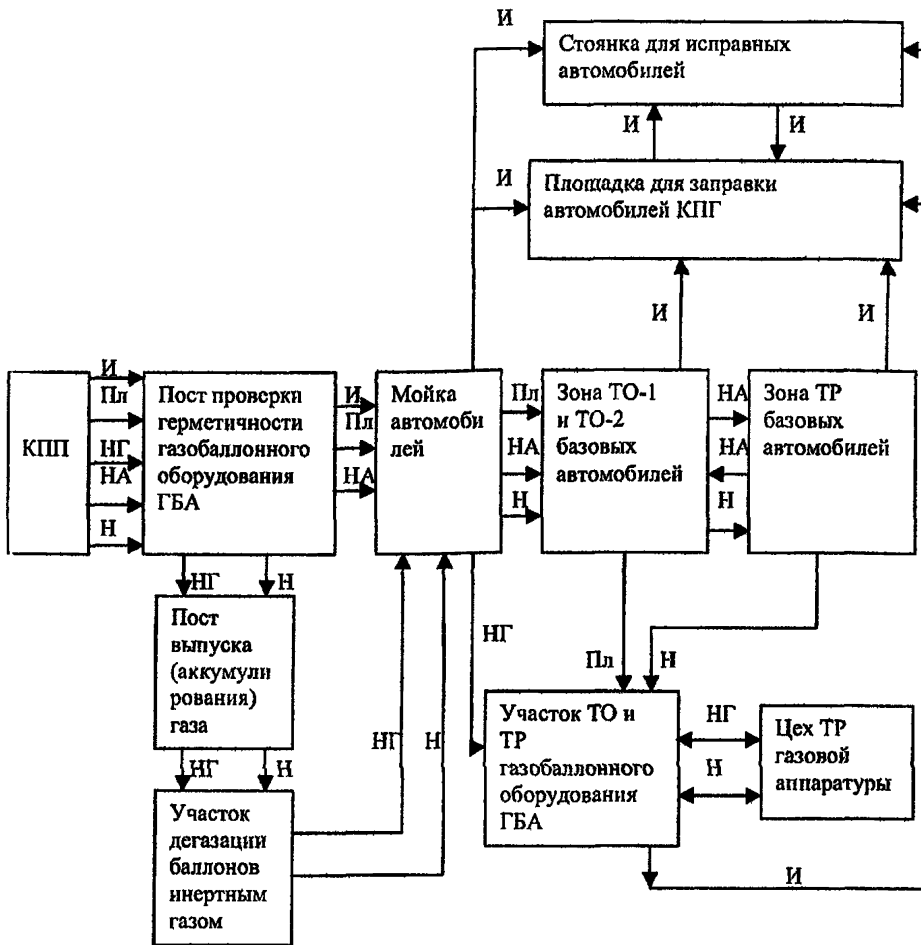 И
Стоянка для исправных
автомобилей
И
И
И
Площадка для заправки
автомобилей КПГ
И
И
КПП
И
Пл
НГ
НА
Н
Пост проверки
герметичности
газобаллонного
оборудования
ГБА
И
Пл
НА
Мойка
автомоби
лей
Пл
НА
Н
Зона ТО-1
и ТО-2
базовых
автомобилей
НА
НА
Н
Зона ТР
базовых
автомобилей
НГ
Н
Пост
выпуска
(аккумули
рования)
газа
НГ
Н
Участок
дегазации
баллонов
инертным
газом
НГ
Н
НГ
Пл
Н
Участок ТО и
ТР
газобаллонного
оборудования
ГБА
НГ
Н
Цех ТР
газовой
аппаратуры
И